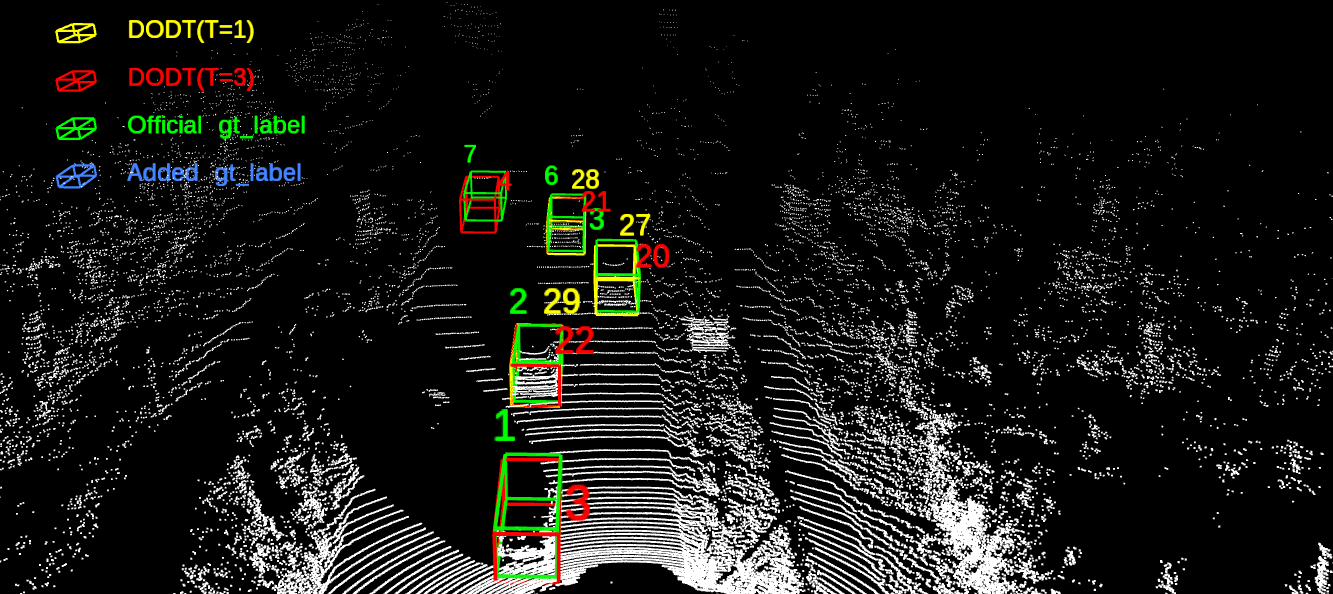 DODT(T=1)
DODT(T=3)
Official gt_label
Added gt_label
7
4
6 28
21
3 27
20
2 29
22
1
3